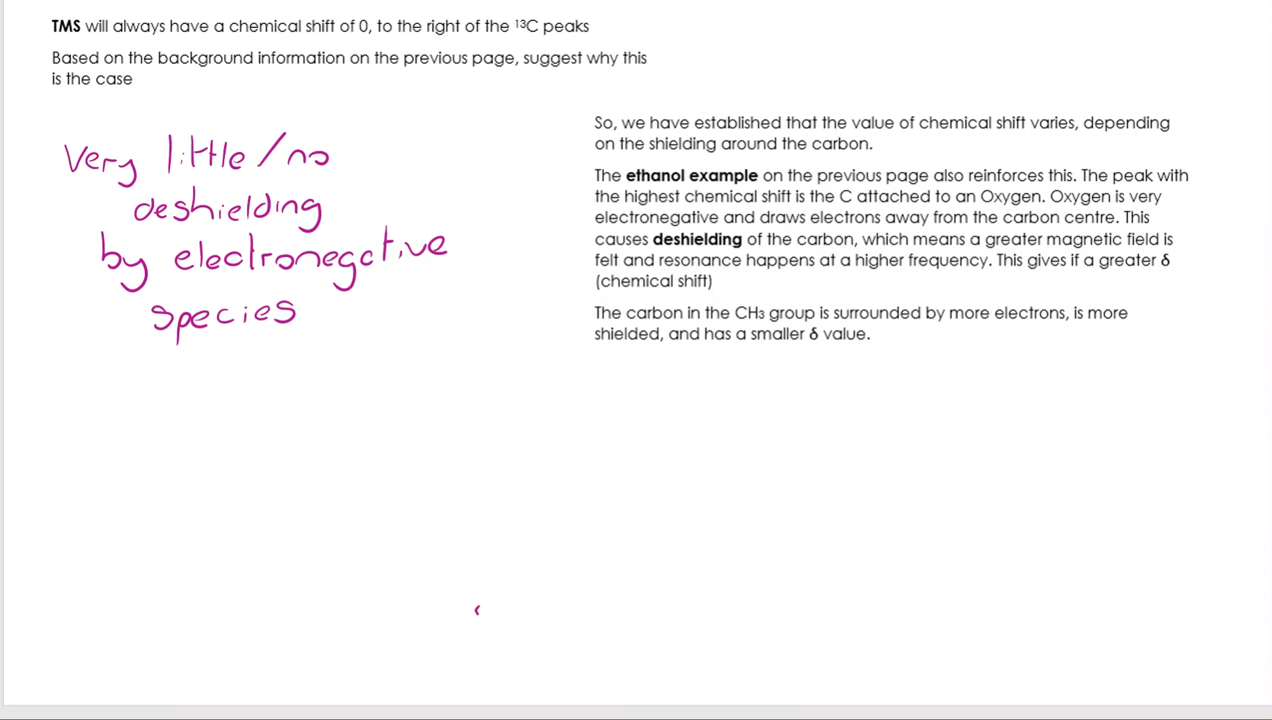 TMS will always have a chemical shift of 0, to the right of the ¹³C peaks
Based on the background information on the previous page, suggest why this
is the case
Very little/no
deshielding
by electronegative
species
So, we have established that the value of chemical shift varies, depending
on the shielding around the carbon.
The ethanol example on the previous page also reinforces this. The peak with
the highest chemical shift is the C attached to an Oxygen. Oxygen is very
electronegative and draws electrons away from the carbon centre. This
causes deshielding of the carbon, which means a greater magnetic field is
felt and resonance happens at a higher frequency. This gives if a greater δ
(chemical shift)
The carbon in the CH₃ group is surrounded by more electrons, is more
shielded, and has a smaller δ value.